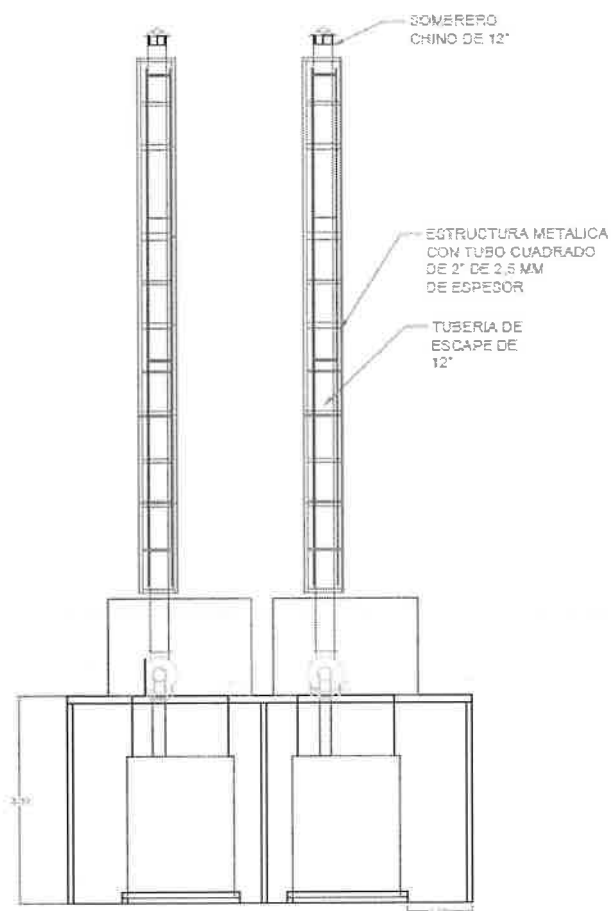 SOMERERO
CHINO DE 12"
ESTRUCTURA METALICA
CON TUBO CUADRADO
DE 2" DE 2,5 MM
DE ESPESOR
TUBERIA DE
ESCAPE DE
12"